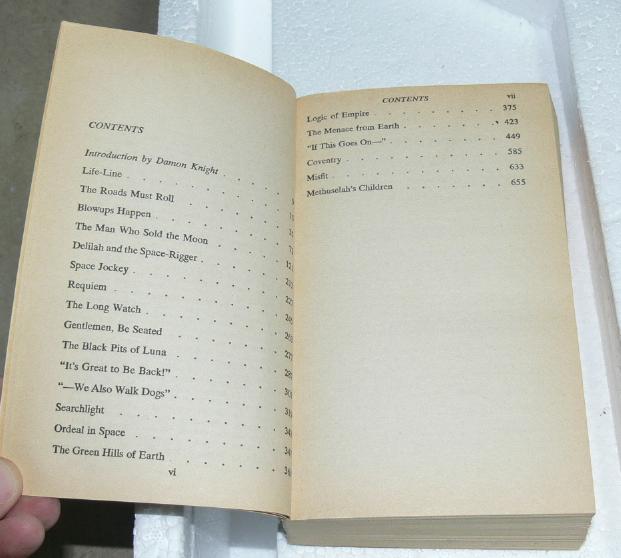 CONTENTS
Introduction by Damon Knight . . . .
Life-Line . . . . . . . .
The Roads Must Roll . . . . . .
Blowups Happen . . . . . . .
The Man Who Sold the Moon . . . .
Delilah and the Space-Rigger . . . . .
Space Jockey . . . . . . . .
Requiem . . . . . . . .
The Long Watch . . . . . . .
Gentlemen, Be Seated . . . . . .
The Black Pits of Luna . . . . . .
"It's Great to Be Back!" . . . . . .
"—We Also Walk Dogs" . . . . . .
Searchlight . . . . . . . .
Ordeal in Space . . . . . . .
The Green Hills of Earth . . . . . .
vi
CONTENTS vii
Logic of Empire . . . . . . . . 375
The Menace from Earth . . . . . . 423
"If This Goes On—" . . . . . . . 449
Coventry . . . . . . . . . 585
Misfit . . . . . . . . . . 633
Methuselah's Children . . . . . . . 655